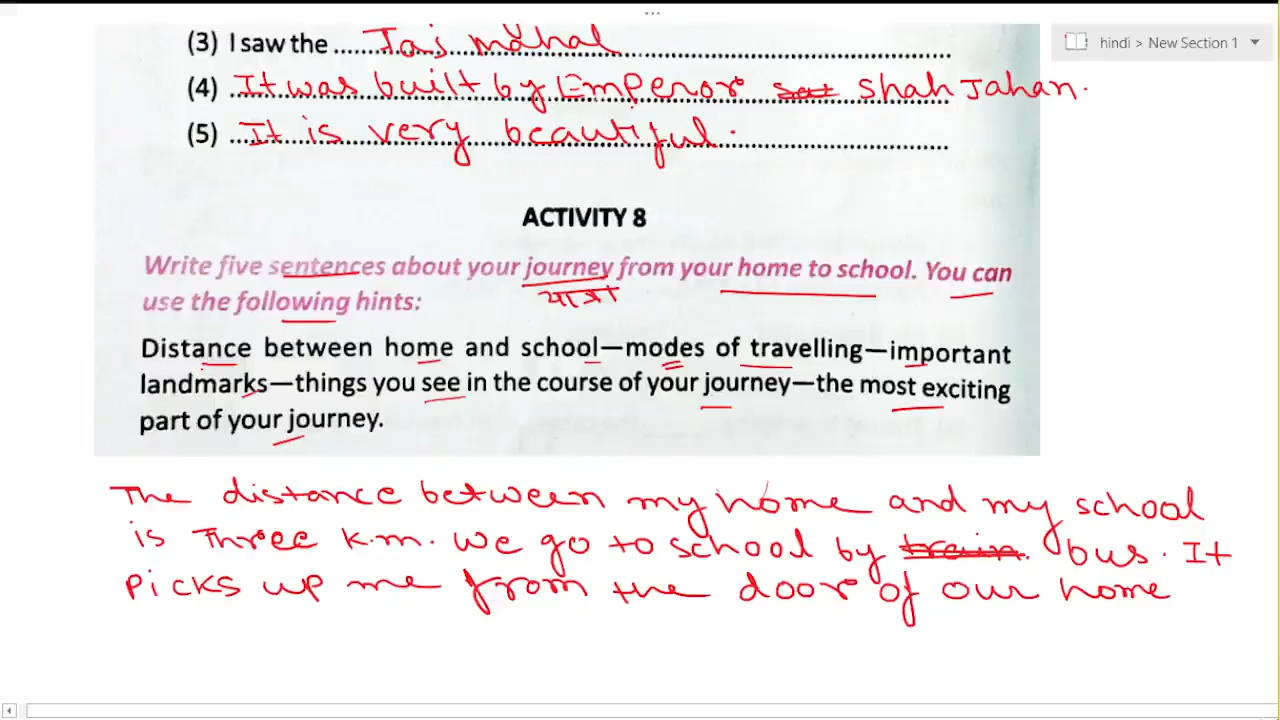 ...
hindi > New Section 1
(3) I saw the .... Taj mahal
(4) It was built by Emperor Shah Jahan.
(5) It is very beautiful.
ACTIVITY 8
Write five sentences about your journey from your home to school. You can
यात्रा
use the following hints:
Distance between home and school—modes of travelling—important
landmarks—things you see in the course of your journey—the most exciting
part of your journey.
The distance between my home and my school
is Three k.m. We go to school by train. bus. It
picks up me from the door of our home